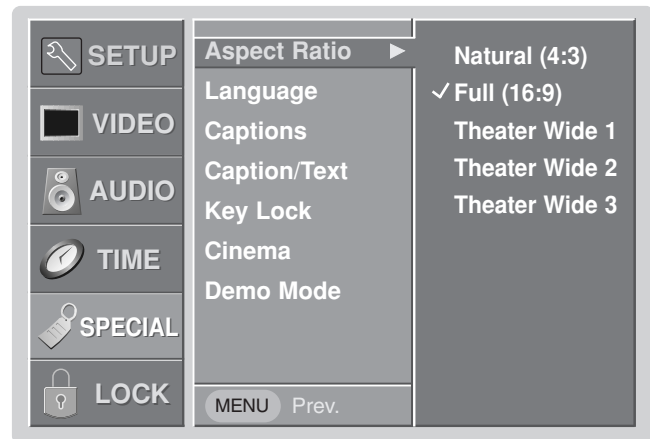 SETUP
VIDEO
AUDIO
TIME
SPECIAL
LOCK
Aspect Ratio ►
Language
Captions
Caption/Text
Key Lock
Cinema
Demo Mode
MENU Prev.
Natural (4:3)
✓ Full (16:9)
Theater Wide 1
Theater Wide 2
Theater Wide 3